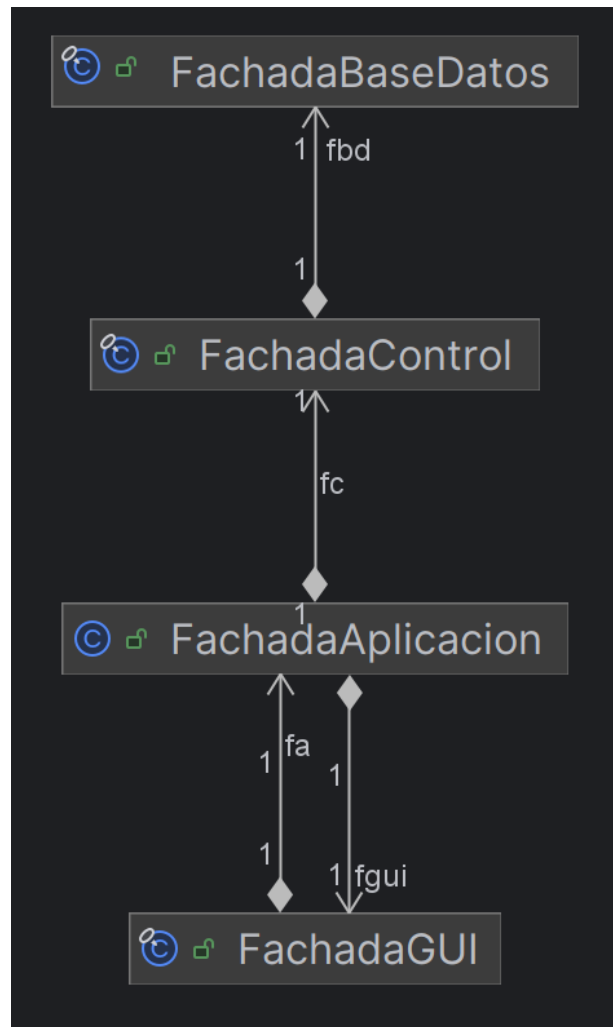 C FachadaBaseDatos
1 fbd
1
C FachadaControl
1
fc
1
C FachadaAplicacion
1 fa
1
1
1 fgui
C FachadaGUI